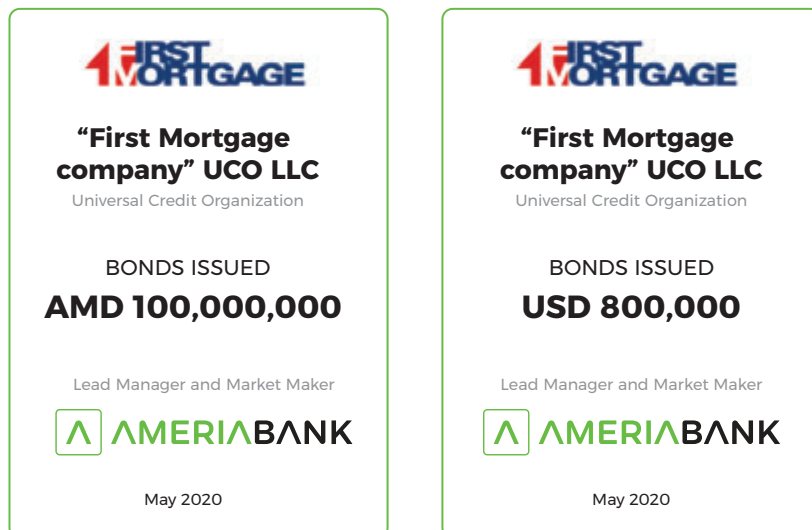 FIRST
MORTGAGE
“First Mortgage
company” UCO LLC
Universal Credit Organization
BONDS ISSUED
AMD 100,000,000
Lead Manager and Market Maker
AMERIABANK
May 2020
FIRST
MORTGAGE
“First Mortgage
company” UCO LLC
Universal Credit Organization
BONDS ISSUED
USD 800,000
Lead Manager and Market Maker
AMERIABANK
May 2020